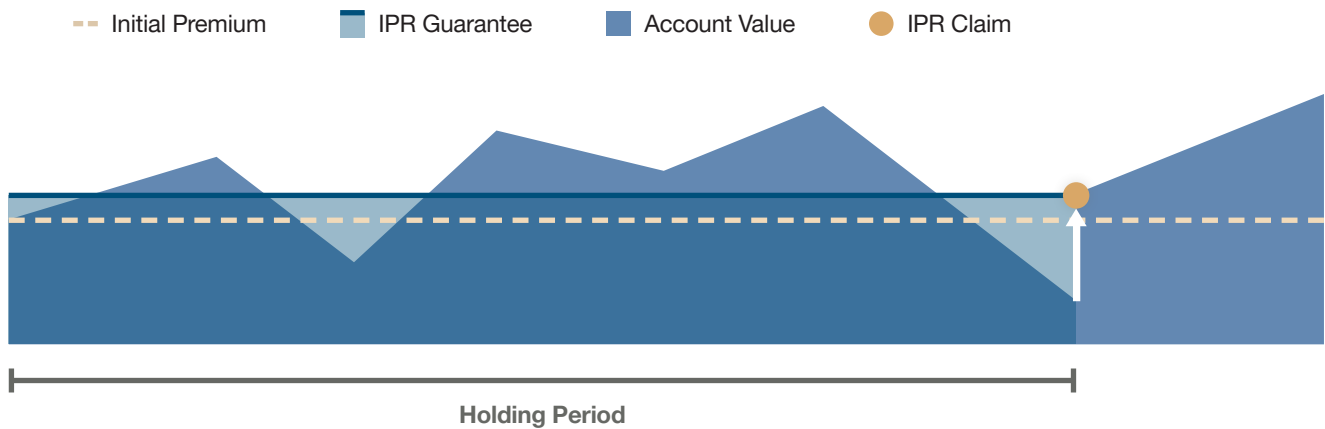 Initial Premium IPR Guarantee Account Value IPR Claim
Holding Period